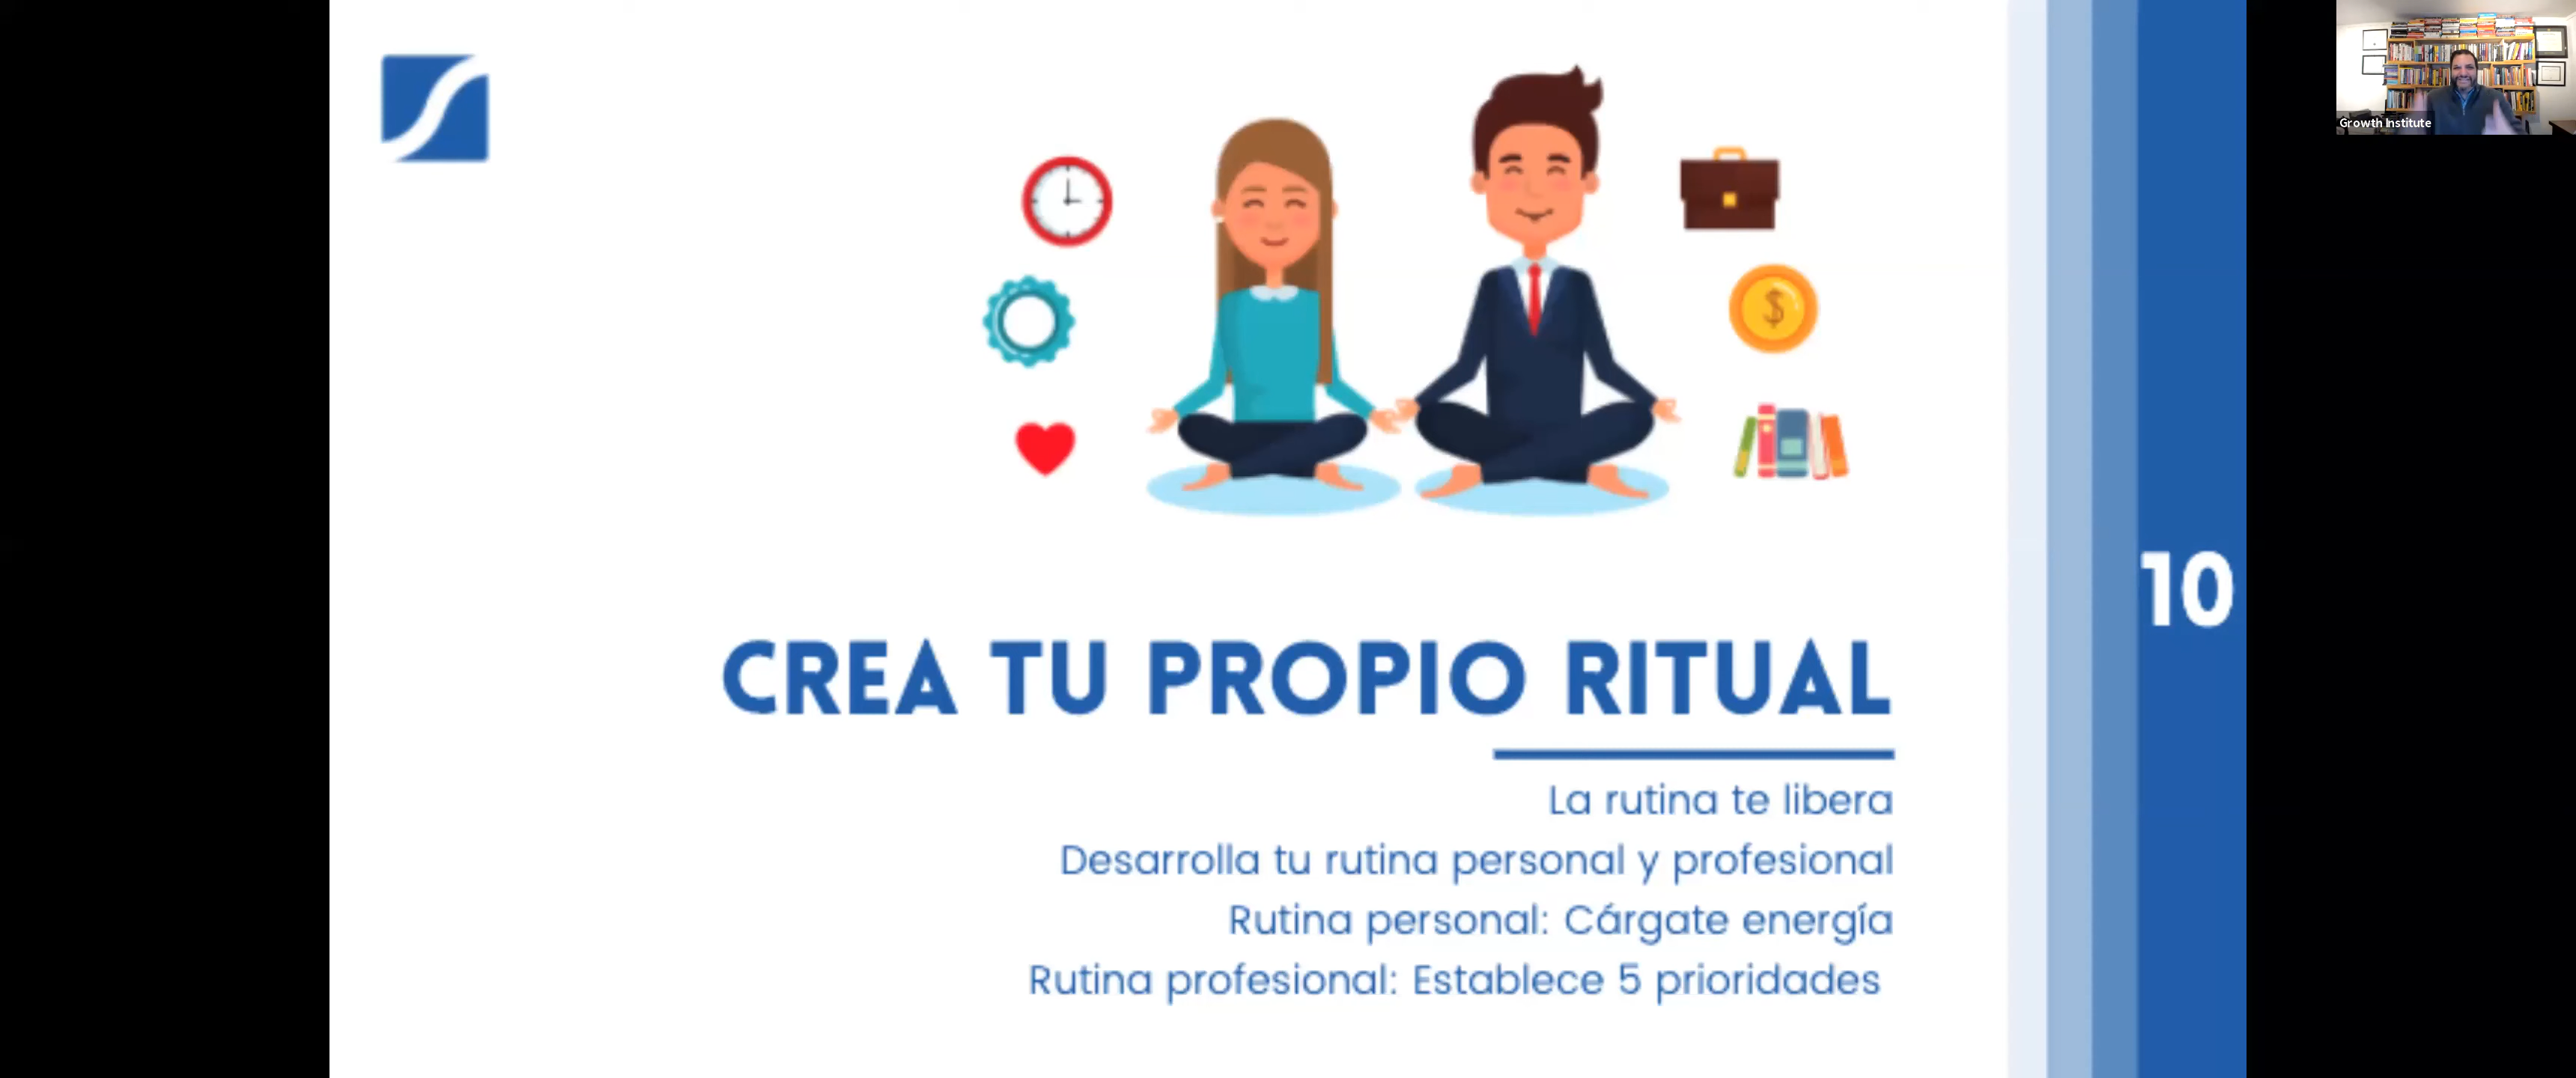 Growth Institute
10
CREA TU PROPIO RITUAL
La rutina te libera
Desarrolla tu rutina personal y profesional
Rutina personal: Cárgate energía
Rutina profesional: Establece 5 prioridades
$